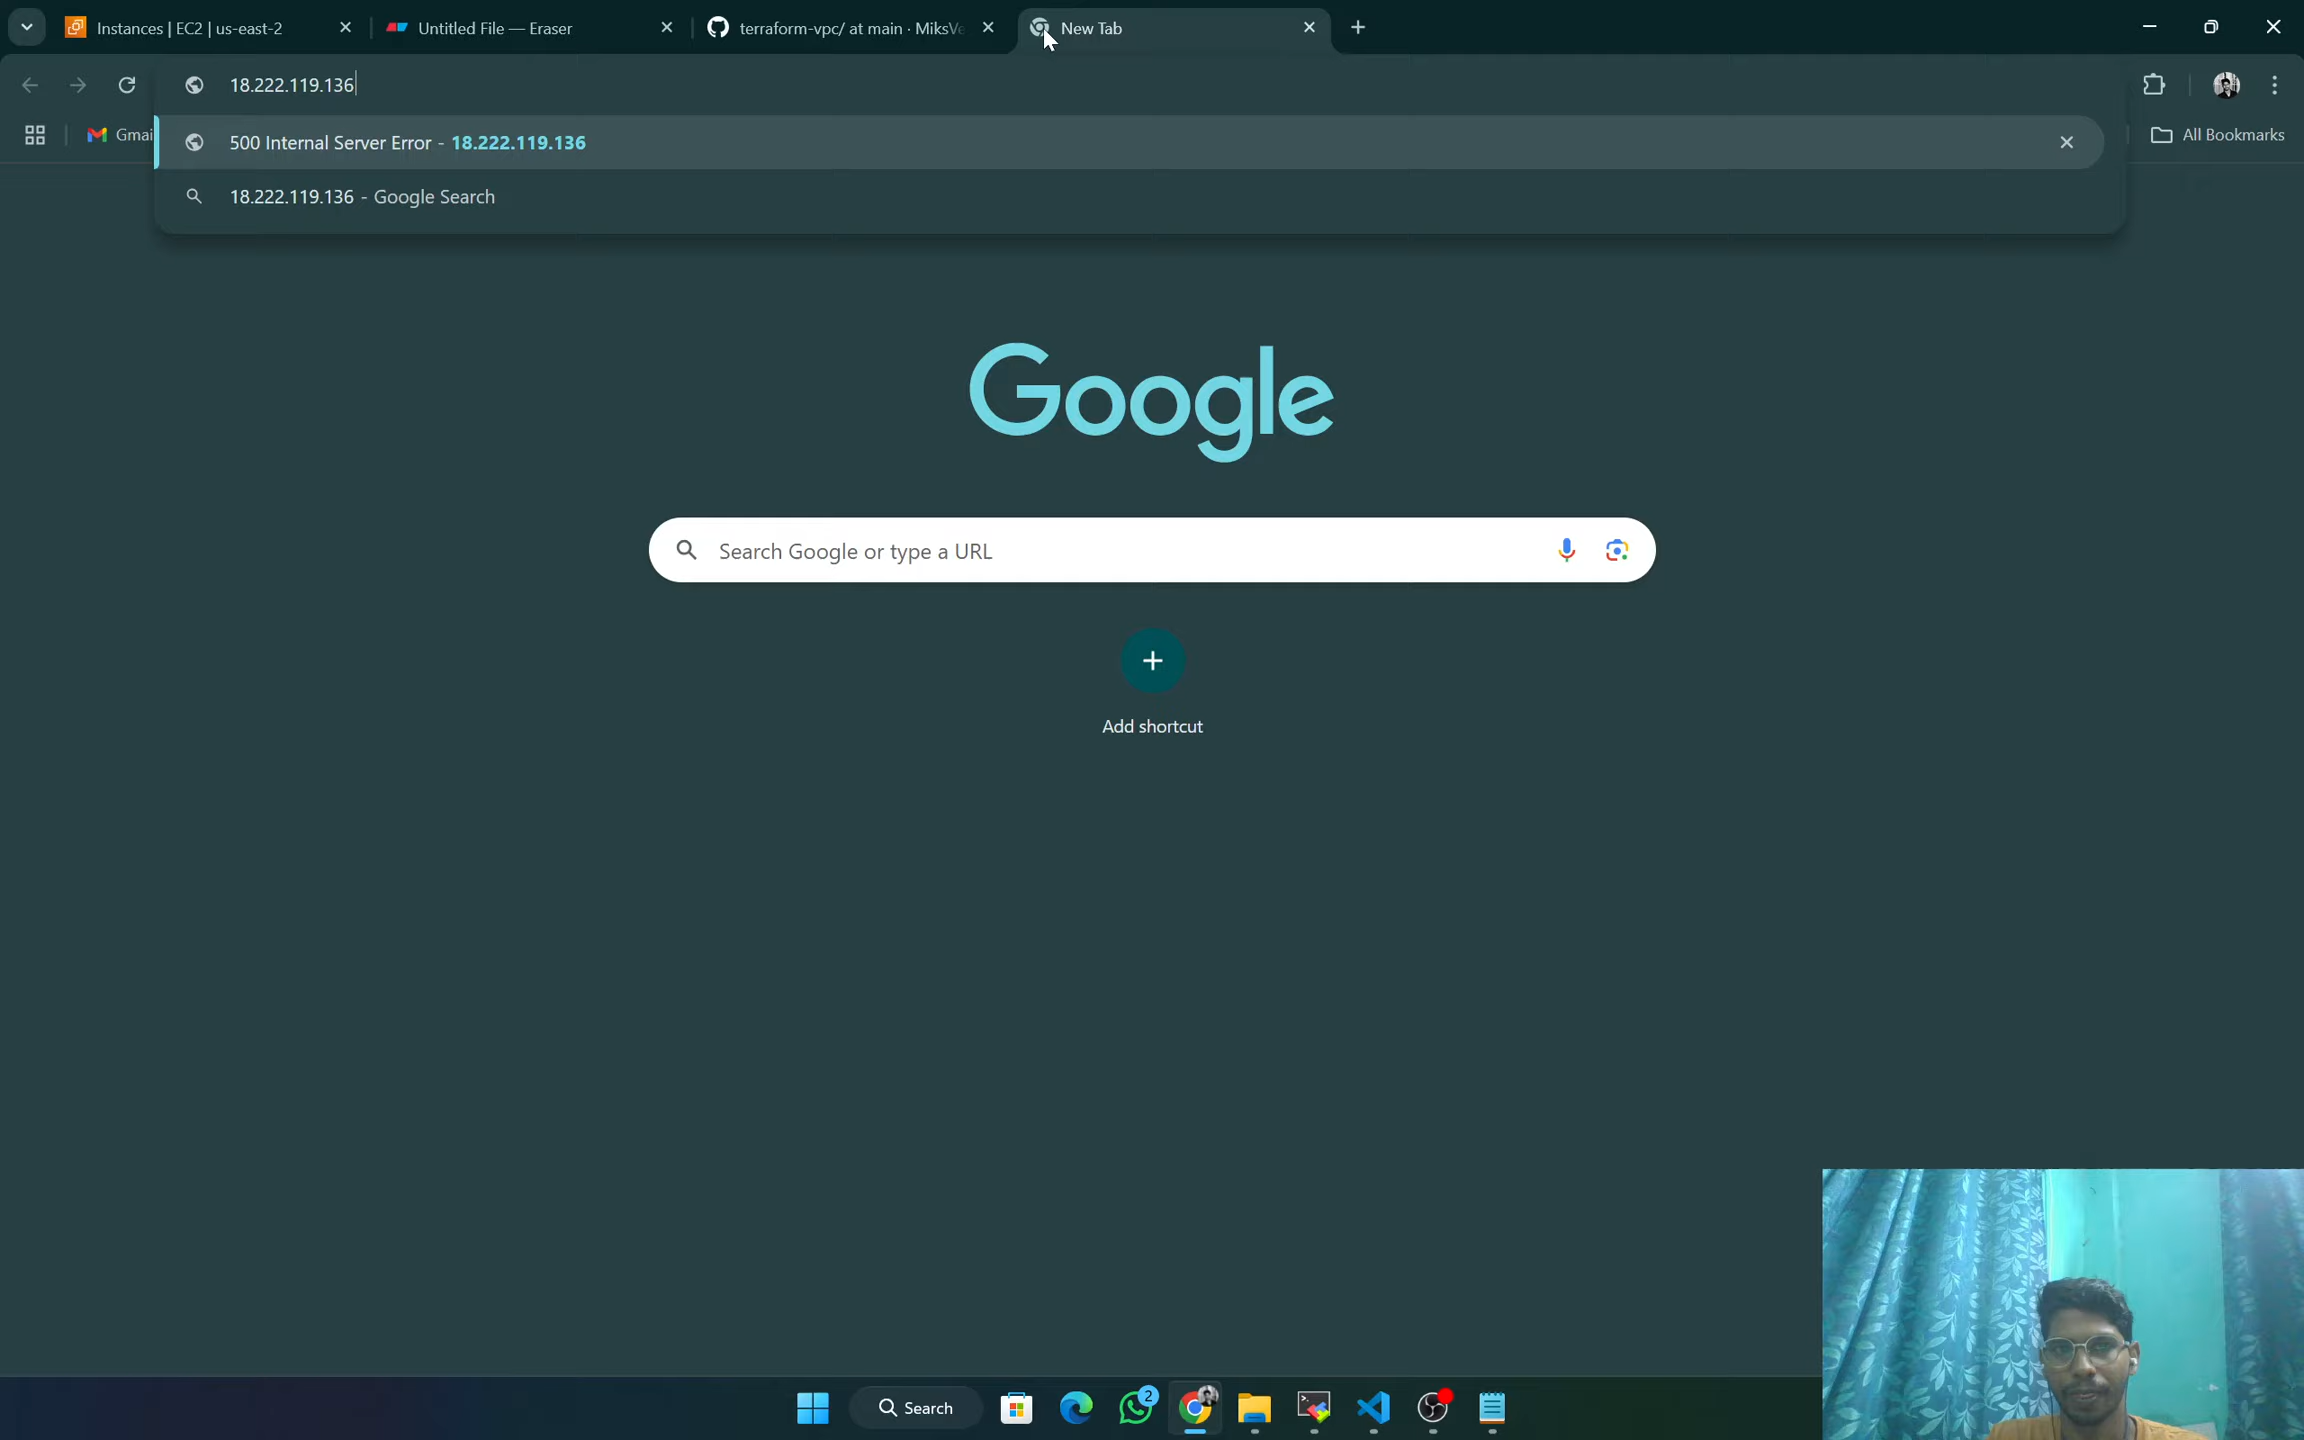 Instances | EC2 | us-east-2
Untitled File — Eraser
terraform-vpc/ at main · MiksVe
New Tab
18.222.119.136
Gmai
500 Internal Server Error - 18.222.119.136
All Bookmarks
18.222.119.136 - Google Search
Google
Search Google or type a URL
Add shortcut
Search
2